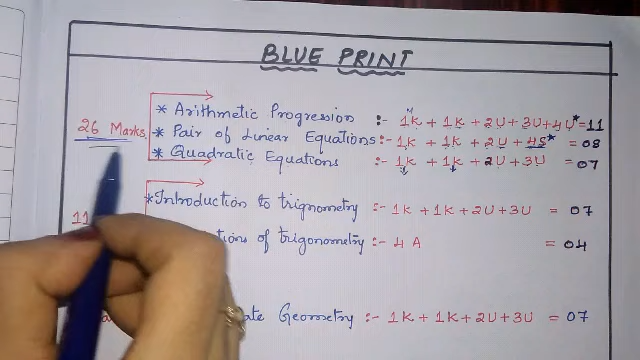 BLUE PRINT
* Arithmetic Progression :- 1K + 1K + 2U + 3U + 4U* = 11
26 Marks * Pair of Linear Equations :- 1K + 1K + 2U + 4S* = 08
* Quadratic Equations :- 1K + 1K + 2U + 3U = 07
*Introduction to trignometry :- 1K + 1K + 2U + 3U = 07
11 tions of trigonometry :- 4 A = 04
te Geometry :- 1K + 1K + 2U + 3U = 07